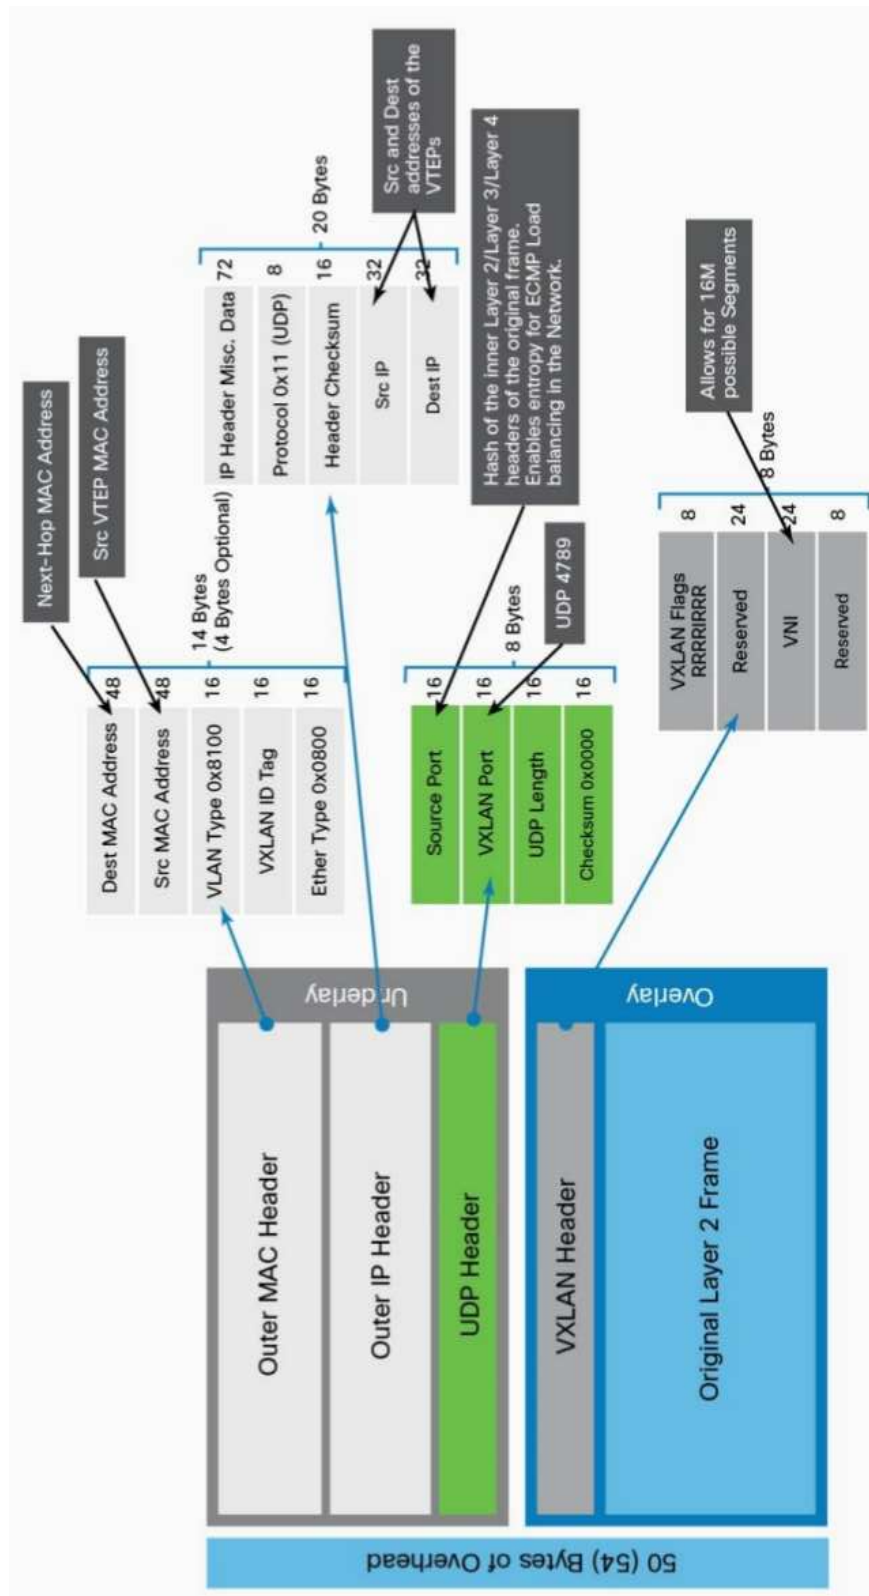 50 (54) Bytes of Overhead
Underlay
Outer MAC Header
Outer IP Header
UDP Header
Overlay
VXLAN Header
Original Layer 2 Frame
Dest MAC Address
48
Src MAC Address
48
VLAN Type 0x8100
16
VXLAN ID Tag
16
Ether Type 0x0800
16
14 Bytes
(4 Bytes Optional)
Next-Hop MAC Address
Src VTEP MAC Address
IP Header Misc. Data
72
Protocol 0x11 (UDP)
8
Header Checksum
16
Src IP
32
Dest IP
32
20 Bytes
Src and Dest
addresses of the
VTEPs
Source Port
16
VXLAN Port
16
UDP Length
16
Checksum 0x0000
16
8 Bytes
UDP 4789
Hash of the inner Layer 2/Layer 3/Layer 4
headers of the original frame.
Enables entropy for ECMP Load
balancing in the Network.
VXLAN Flags
RRRRIRRR
8
Reserved
24
VNI
24
Reserved
8
8 Bytes
Allows for 16M
possible Segments